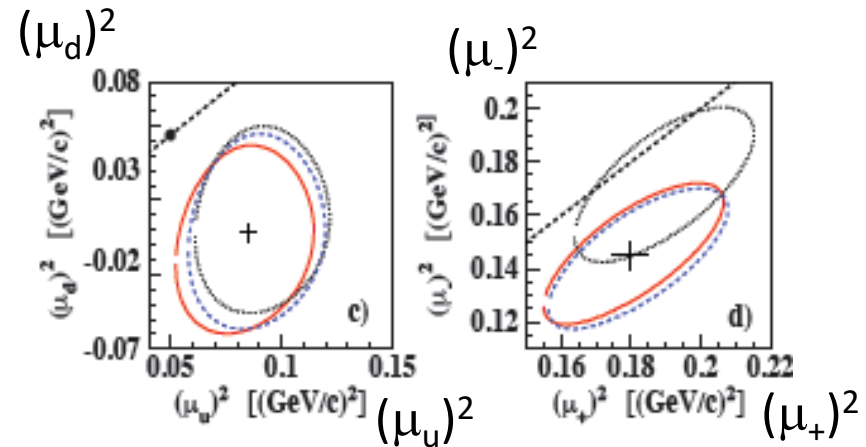 (μd)²
(μ-)²
0.08
0.03
-0.02
-0.07
(μd)² [(GeV/c)²]
c)
0.05
0.1
0.15
(μu)² [(GeV/c)²]
(μu)²
0.2
0.18
0.16
0.14
0.12
(μ-)² [(GeV/c)²]
d)
0.16
0.18
0.2
0.22
(μ+)² [(GeV/c)²]
(μ+)²